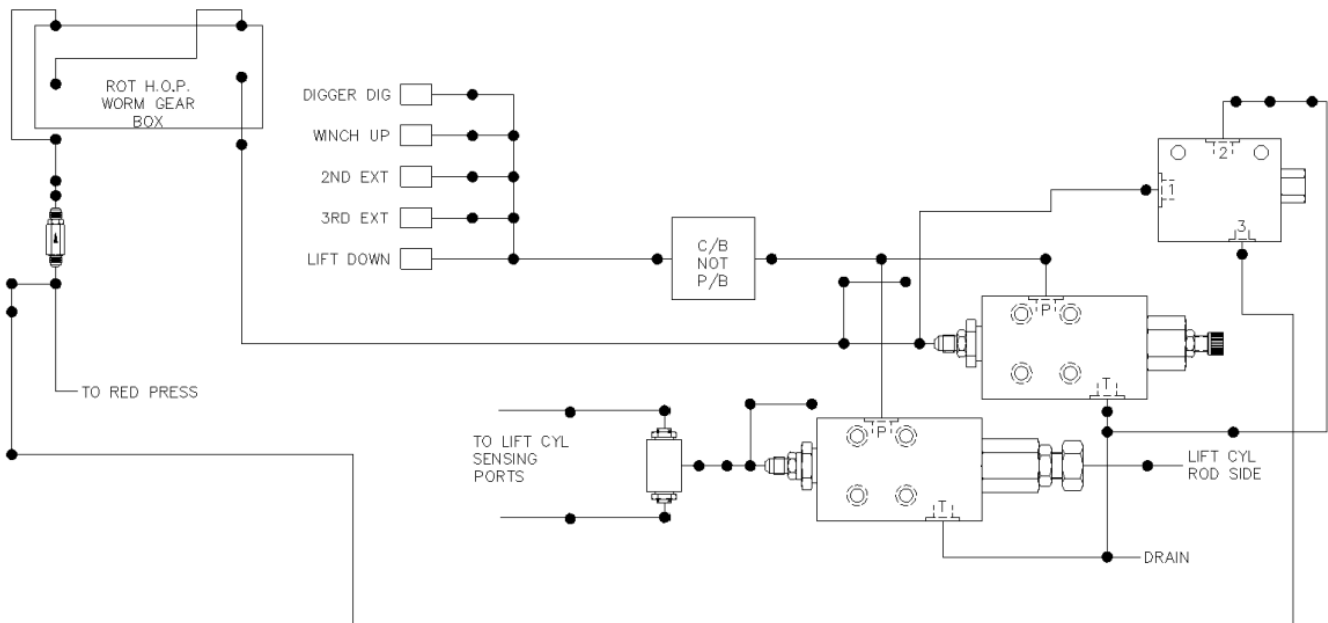 ROT H.O.P.
WORM GEAR
BOX
DIGGER DIG
WINCH UP
2ND EXT
3RD EXT
LIFT DOWN
C/B
NOT
P/B
2
1
3
P
T
TO RED PRESS
TO LIFT CYL
SENSING
PORTS
P
T
LIFT CYL
ROD SIDE
DRAIN